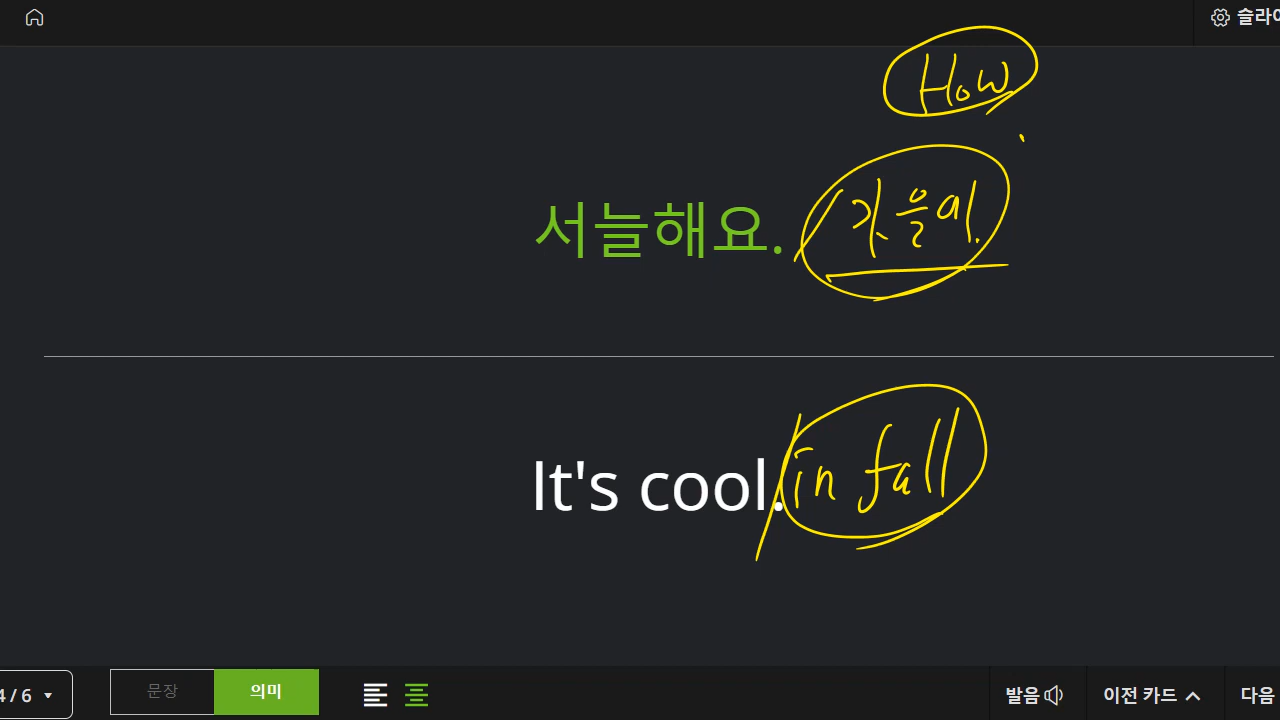 슬라이
How
서늘해요. 가을에.
It's cool. in fall
4 / 6 문장 의미 발음 이전 카드 다음